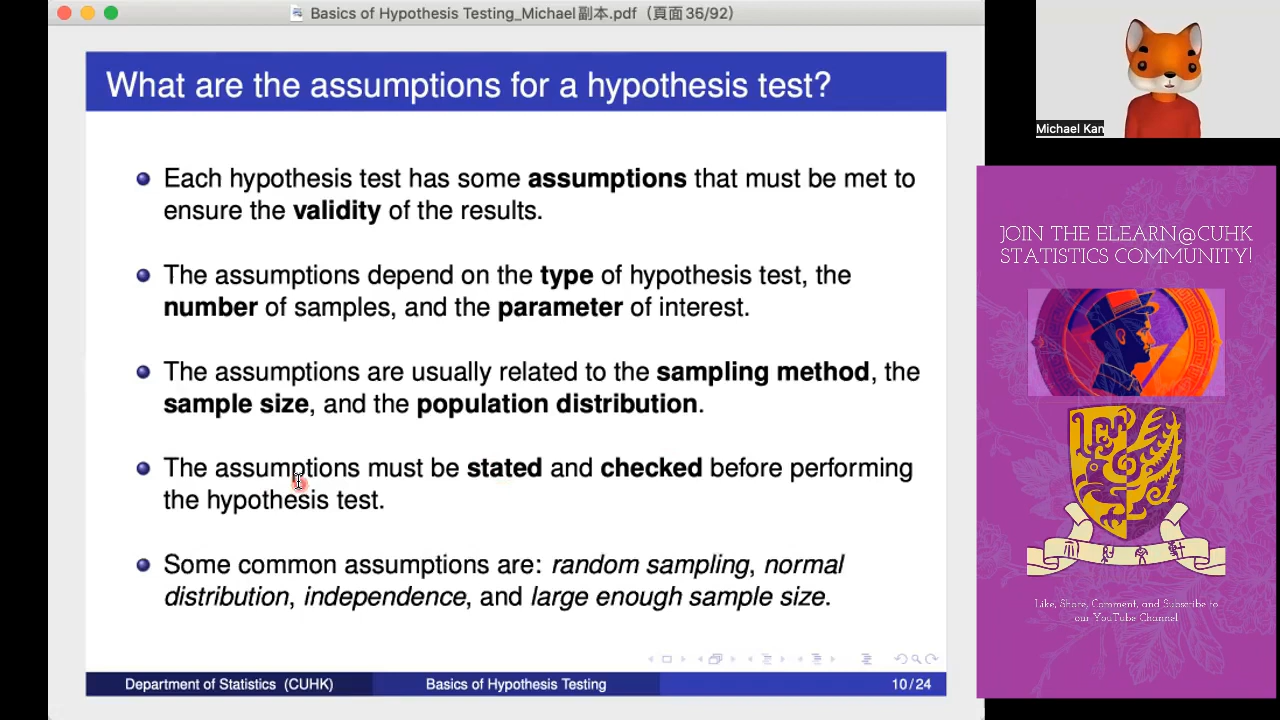 Basics of Hypothesis Testing_Michael副本.pdf（頁面36/92）
What are the assumptions for a hypothesis test?
Each hypothesis test has some assumptions that must be met to
ensure the validity of the results.
The assumptions depend on the type of hypothesis test, the
number of samples, and the parameter of interest.
The assumptions are usually related to the sampling method, the
sample size, and the population distribution.
The assumptions must be stated and checked before performing
the hypothesis test.
Some common assumptions are: random sampling, normal
distribution, independence, and large enough sample size.
Department of Statistics (CUHK)
Basics of Hypothesis Testing
10/24
Michael Kan
JOIN THE ELEARN@CUHK
STATISTICS COMMUNITY!
Like, Share, Comment, and Subscribe to
our YouTube Channel